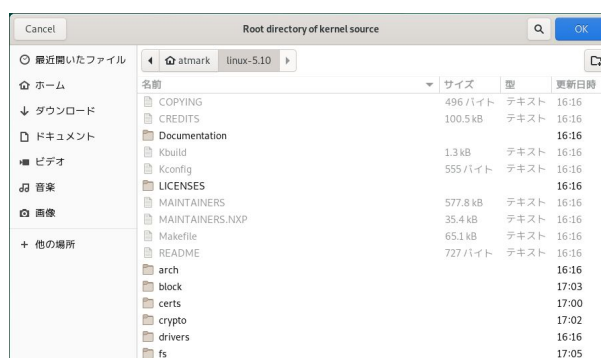 Cancel Root directory of kernel source OK
最近開いたファイル atmark linux-5.10
ホーム 名前 サイズ 型 更新日時
COPYING 496 バイト テキスト 16:16
ダウンロード CREDITS 100.5 kB テキスト 16:16
ドキュメント Documentation 16:16
Kbuild 1.3 kB テキスト 16:16
ビデオ Kconfig 555 バイト テキスト 16:16
音楽 LICENSES 16:16
MAINTAINERS 577.8 kB テキスト 16:16
画像 MAINTAINERS.NXP 35.4 kB テキスト 16:16
Makefile 65.1 kB テキスト 16:16
他の場所 README 727 バイト テキスト 16:16
arch 16:16
block 17:03
certs 17:00
crypto 17:02
drivers 16:16
fs 17:05